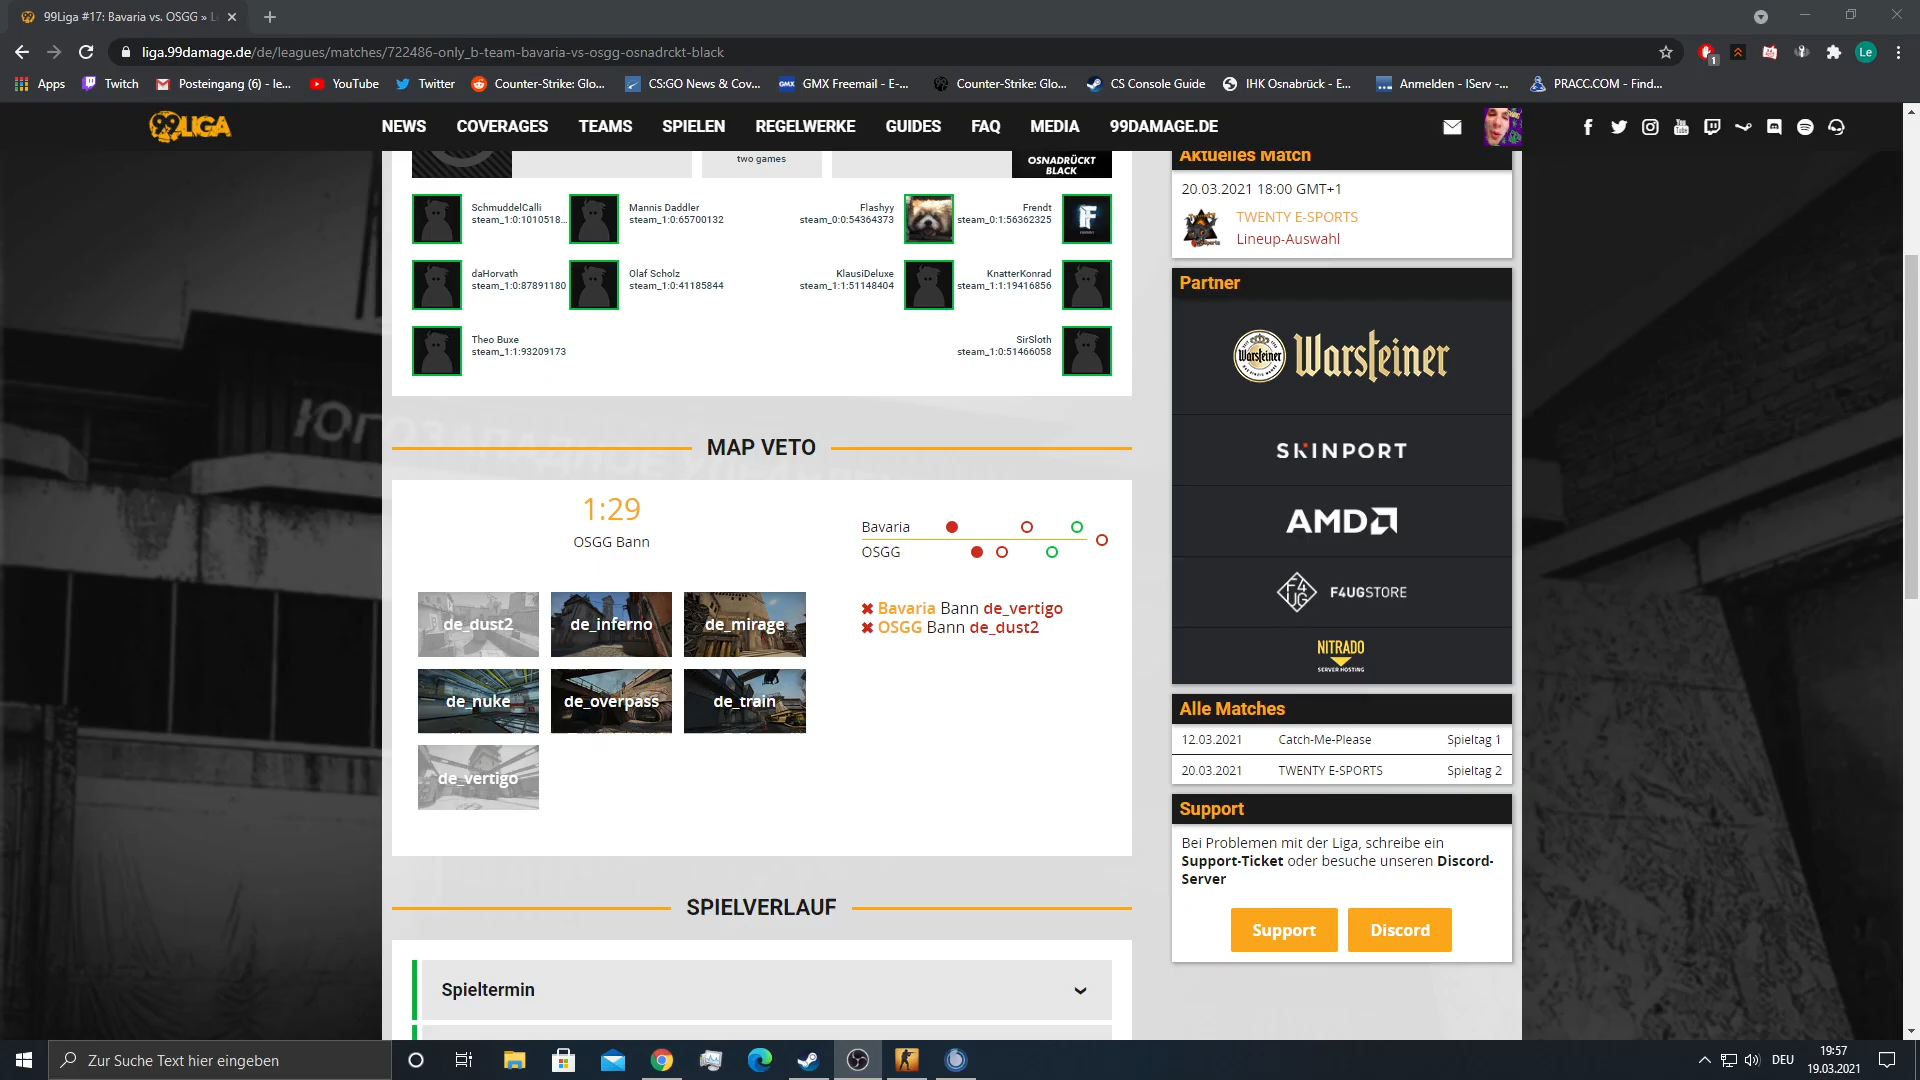 99Liga #17: Bavaria vs. OSGG » L
liga.99damage.de/de/leagues/matches/722486-only_b-team-bavaria-vs-osgg-osnadrckt-black
1
Le
Apps
Twitch
Posteingang (6) - le...
YouTube
Twitter
Counter-Strike: Glo...
CS:GO News & Cov...
GMX Freemail - E-...
Counter-Strike: Glo...
CS Console Guide
IHK Osnabrück - E...
Anmelden - IServ -...
PRACC.COM - Find...
99LIGA
NEWS
COVERAGES
TEAMS
SPIELEN
REGELWERKE
GUIDES
FAQ
MEDIA
99DAMAGE.DE
two games
OSNADRÜCKT
BLACK
SchmuddelCalli
steam_1:0:1010518...
Mannis Daddler
steam_1:0:65700132
Flashyy
steam_0:0:54364373
Frendt
steam_0:1:56362325
daHorvath
steam_1:0:87891180
Olaf Scholz
steam_1:0:41185844
KlausiDeluxe
steam_1:1:51148404
KnatterKonrad
steam_1:1:19416856
Theo Buxe
steam_1:1:93209173
SirSloth
steam_1:0:51466058
MAP VETO
1:29
OSGG Bann
Bavaria
OSGG
de_dust2
de_inferno
de_mirage
de_nuke
de_overpass
de_train
de_vertigo
✖ Bavaria Bann de_vertigo
✖ OSGG Bann de_dust2
SPIELVERLAUF
Spieltermin
Aktuelles Match
20.03.2021 18:00 GMT+1
TWENTY E-SPORTS
Lineup-Auswahl
Partner
Warsteiner
Warsteiner
SKINPORT
AMD
F4UGSTORE
NITRADO
SERVER HOSTING
Alle Matches
12.03.2021 Catch-Me-Please Spieltag 1
20.03.2021 TWENTY E-SPORTS Spieltag 2
Support
Bei Problemen mit der Liga, schreibe ein
Support-Ticket oder besuche unseren Discord-
Server
Support
Discord
Zur Suche Text hier eingeben
DEU
19:57
19.03.2021